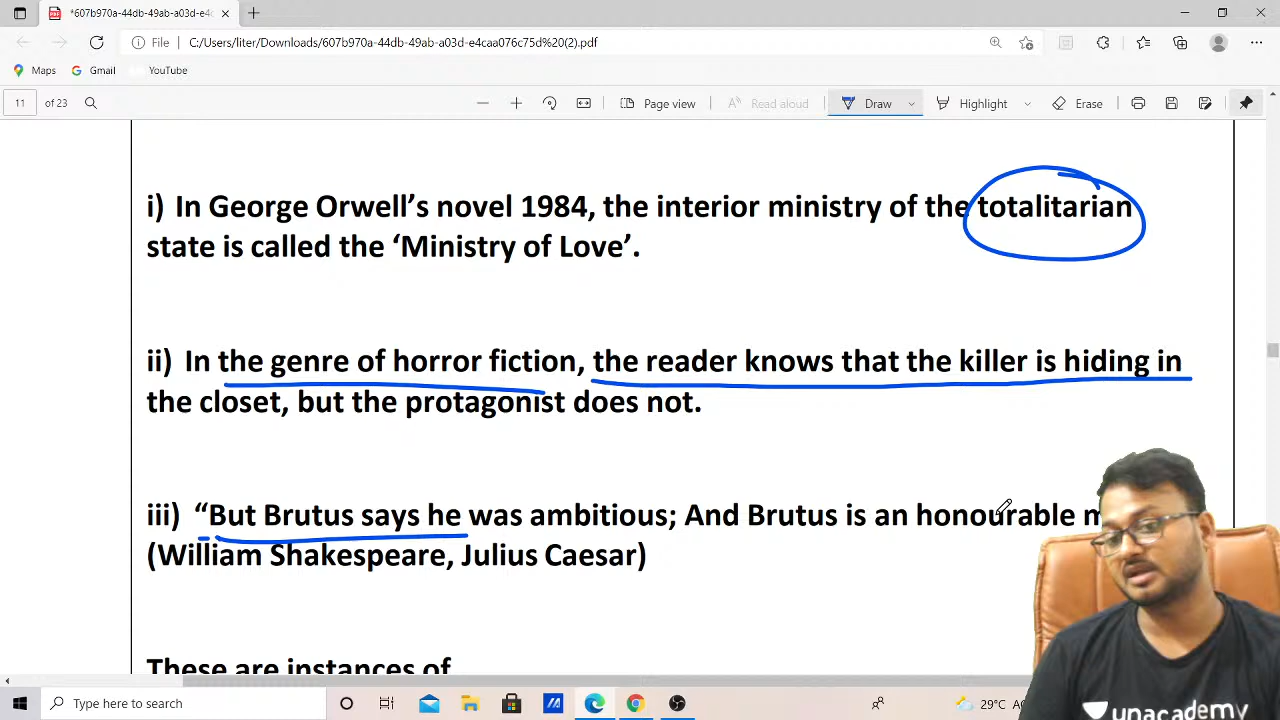 *607b970a-44db-49ab-a03d-e4c
File C:/Users/liter/Downloads/607b970a-44db-49ab-a03d-e4caa076c75d%20(2).pdf
Maps Gmail YouTube
11 of 23 Page view Read aloud Draw Highlight Erase
i) In George Orwell’s novel 1984, the interior ministry of the totalitarian
state is called the ‘Ministry of Love’.
ii) In the genre of horror fiction, the reader knows that the killer is hiding in
the closet, but the protagonist does not.
iii) “But Brutus says he was ambitious; And Brutus is an honourable
(William Shakespeare, Julius Caesar)
These are instances of
Type here to search 29°C
unacademy